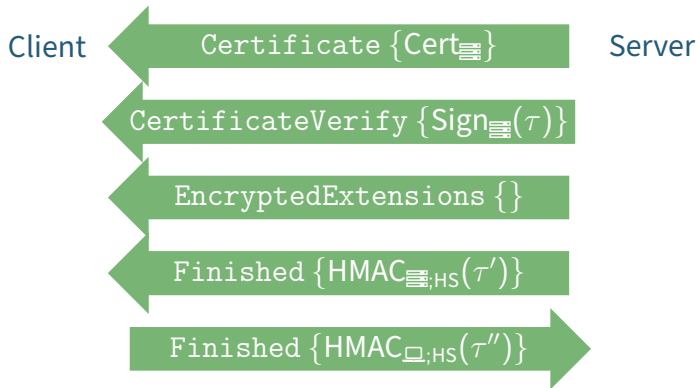 Client Certificate {Cert} Server
CertificateVerify {Sign(τ)}
EncryptedExtensions {}
Finished {HMAC;HS(τ′)}
Finished {HMAC;HS(τ″)}